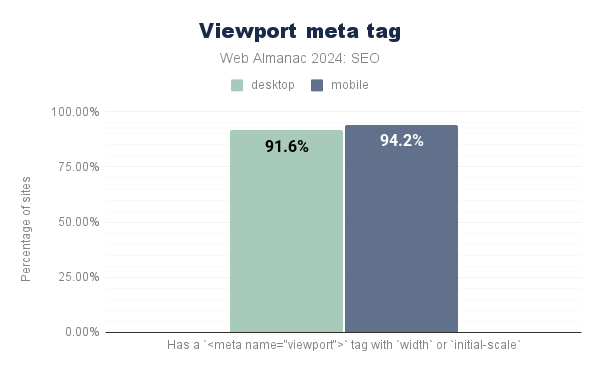 Viewport meta tag
Web Almanac 2024: SEO
desktop mobile
100.00%
75.00%
50.00%
25.00%
0.00%
Percentage of sites
91.6%
94.2%
Has a `<meta name="viewport">` tag with `width` or `initial-scale`